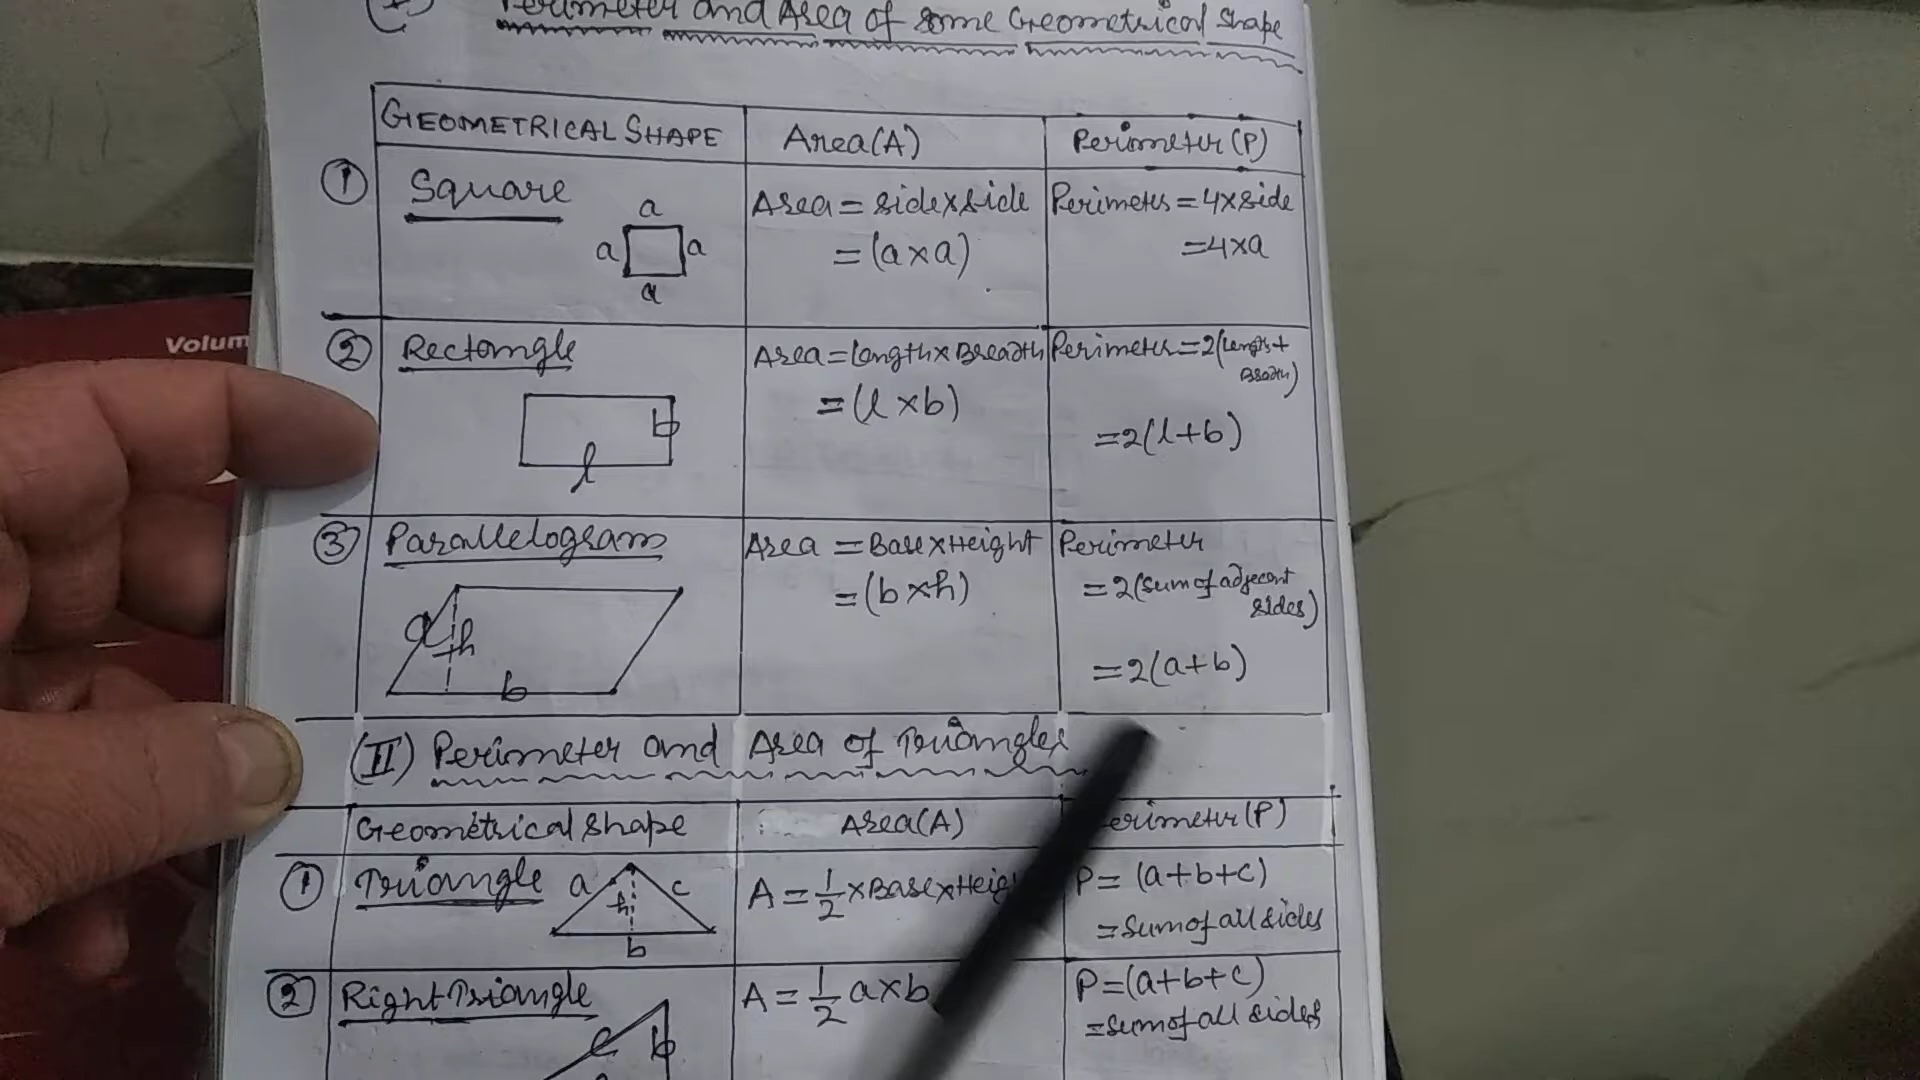 Perimeter and Area of some Geometrical Shape
GEOMETRICAL SHAPE Area(A) Perimeter (P)
① Square Area = side×side Perimeter = 4×side
a
= (a×a) =4×a
a a
a
Volum
② Rectangle Area=Length×Breadth Perimeter=2(Length+
Breadth)
=(l×b)
b
=2(l+b)
l
③ Parallelogram Area = Base×Height Perimeter
=(b×h) =2(sum of adjecent
sides)
a h
=2(a+b)
b
(II) Perimeter and Area of Triangles
Geometrical shape Area(A) erimeter(P)
① Triangle a c A = 1/2 ×Base×Heig P= (a+b+c)
h
=Sum of all sides
b
② Right Triangle A = 1/2 a×b P=(a+b+c)
=sum of all sides
c b